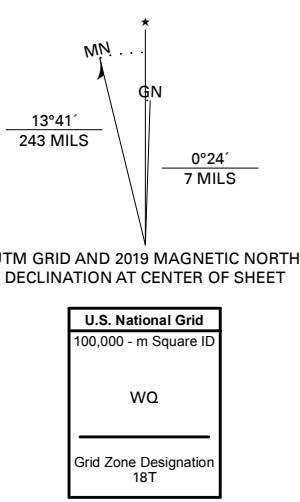 ★
MN
GN
13°41´
243 MILS
0°24´
7 MILS
UTM GRID AND 2019 MAGNETIC NORTH
DECLINATION AT CENTER OF SHEET
U.S. National Grid
100,000 - m Square ID
WQ
Grid Zone Designation
18T